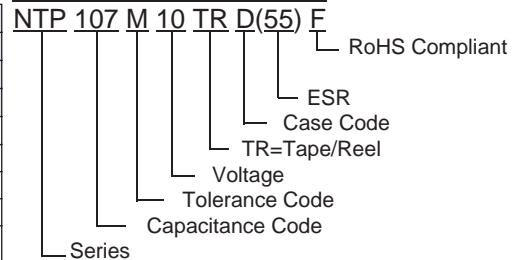 NTP 107 M 10 TR D(55) F
RoHS Compliant
ESR
Case Code
TR=Tape/Reel
Voltage
Tolerance Code
Capacitance Code
Series